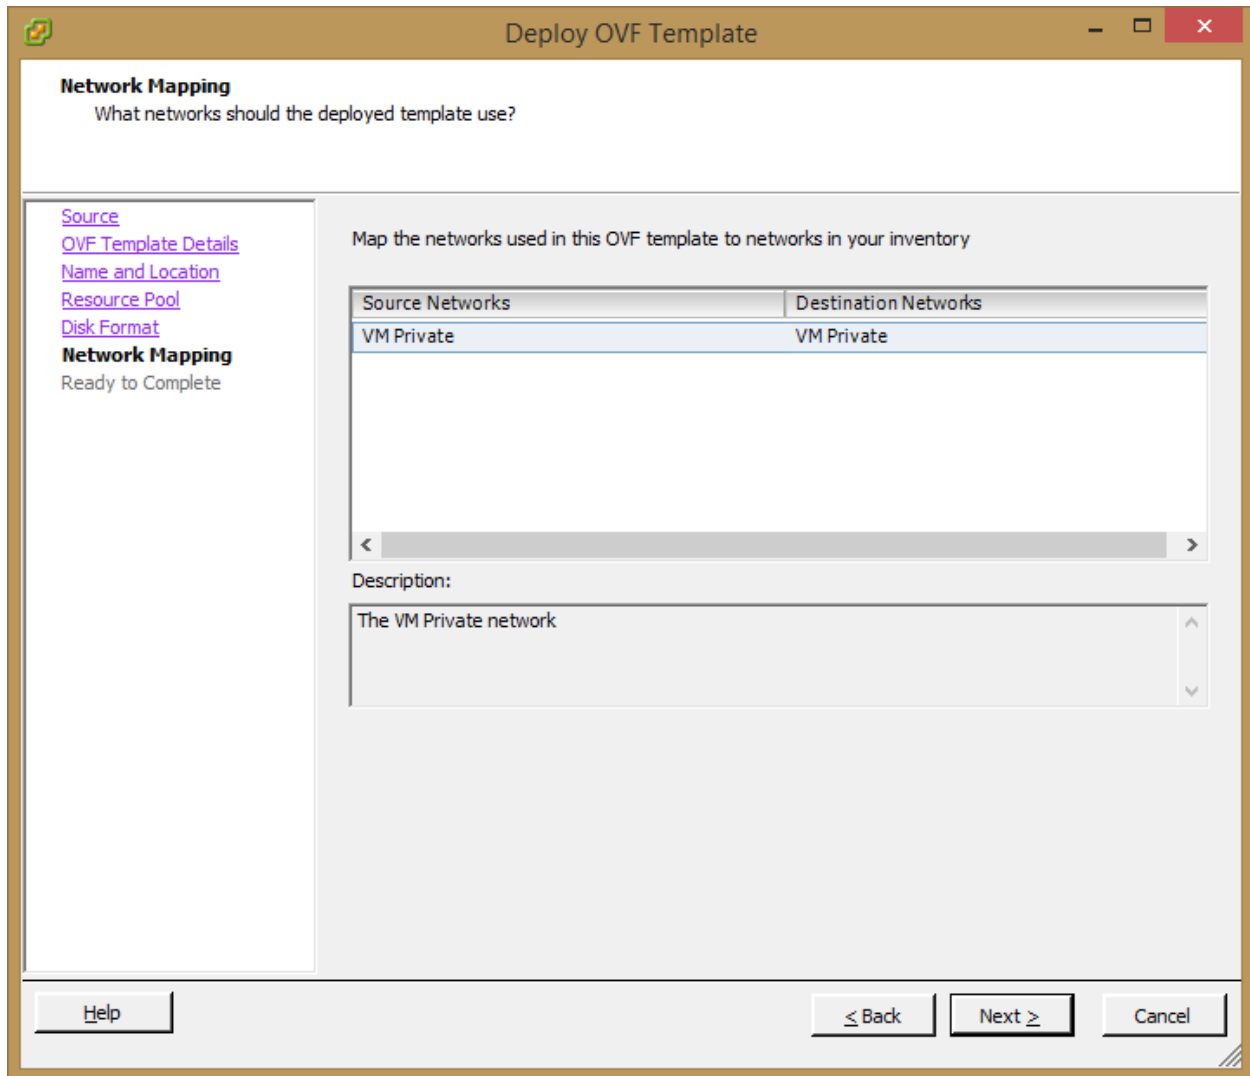 Deploy OVF Template
Network Mapping
What networks should the deployed template use?
Source
OVF Template Details
Name and Location
Resource Pool
Disk Format
Network Mapping
Ready to Complete
Map the networks used in this OVF template to networks in your inventory
Source Networks Destination Networks
VM Private VM Private
Description:
The VM Private network
Help < Back Next > Cancel